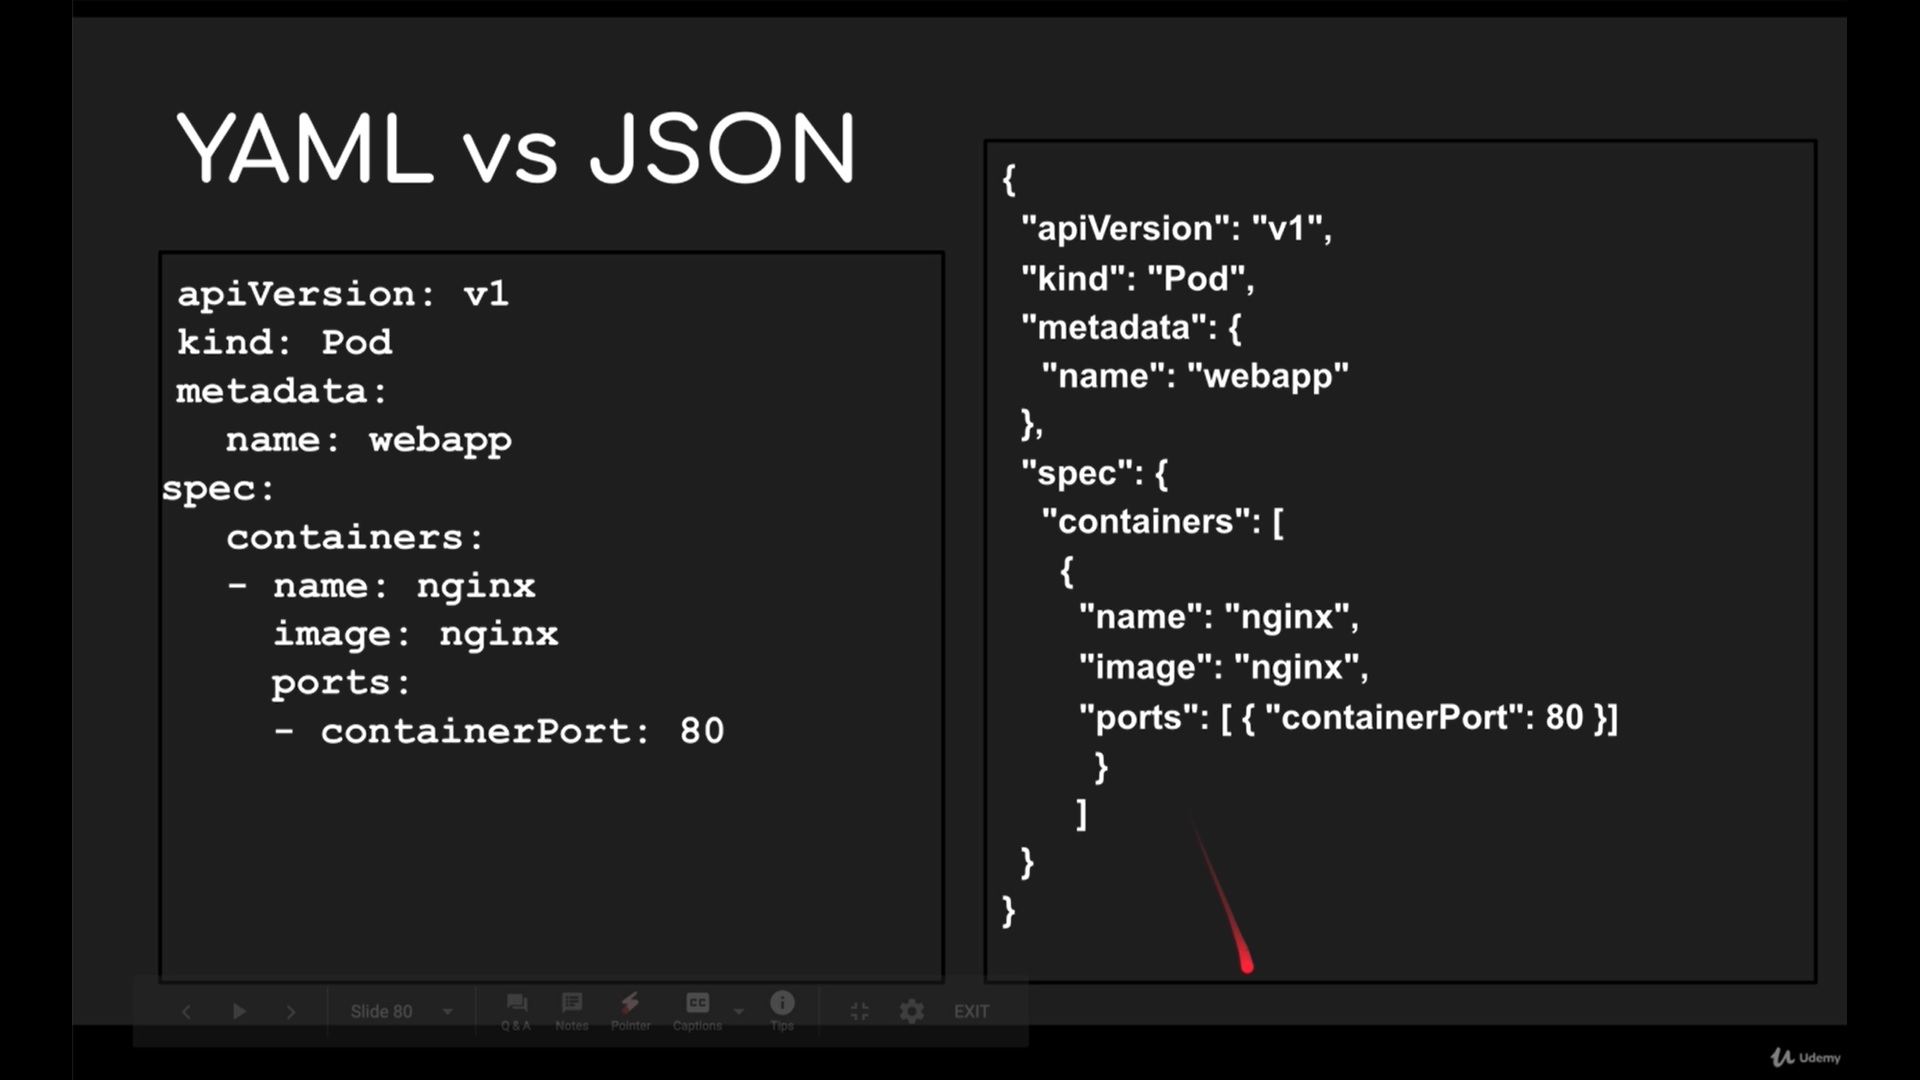 YAML vs JSON
apiVersion: v1
kind: Pod
metadata:
name: webapp
spec:
containers:
- name: nginx
image: nginx
ports:
- containerPort: 80
{
"apiVersion": "v1",
"kind": "Pod",
"metadata": {
"name": "webapp"
},
"spec": {
"containers": [
{
"name": "nginx",
"image": "nginx",
"ports": [ { "containerPort": 80 }]
}
]
}
}
Slide 80
Q & A
Notes
Pointer
CC
Captions
Tips
EXIT
Udemy